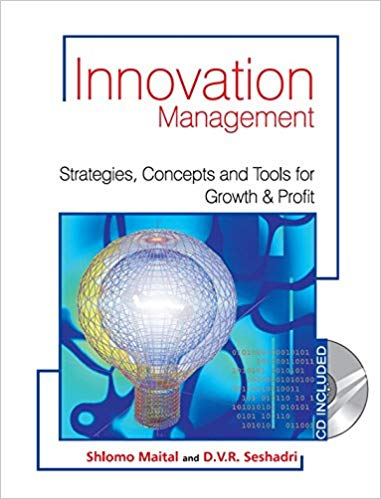 Innovation
Management
Strategies, Concepts and Tools for
Growth & Profit
CD INCLUDED
Shlomo Maital and D.V.R. Seshadri